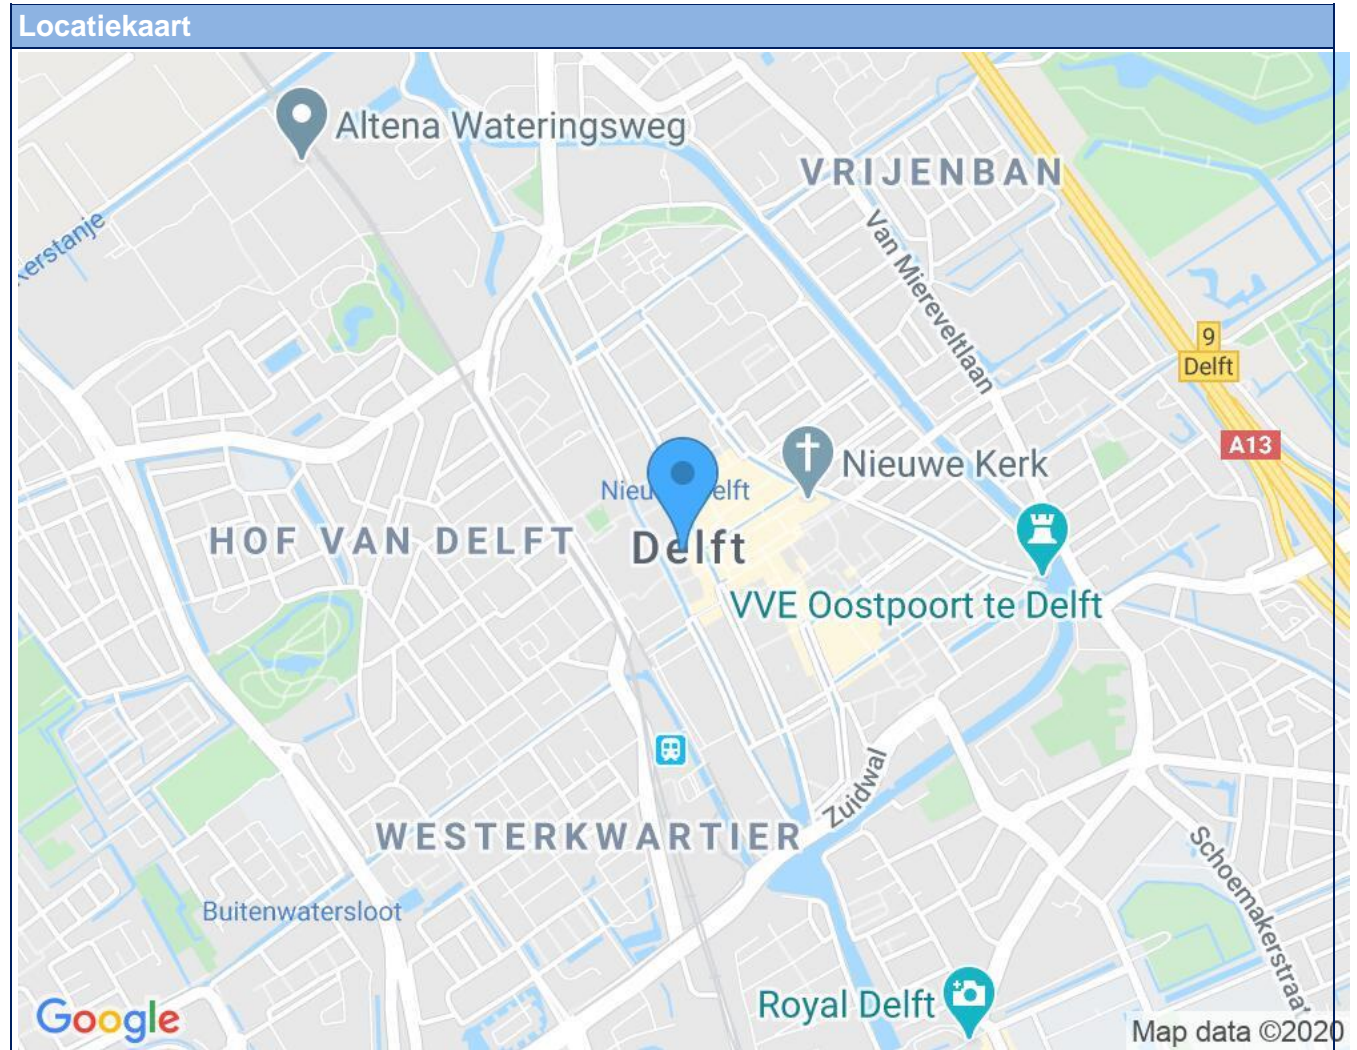 Locatiekaart
Altena Wateringsweg
VRIJENBAN
Kerstanje
Van Miereveltlaan
9
Delft
A13
Nieuwe Kerk
HOF VAN DELFT
Delft
VVE Oostpoort te Delft
Zuidwal
WESTERKWARTIER
Schoemakerstraat
Buitenwatersloot
Royal Delft
Google
Map data ©2020